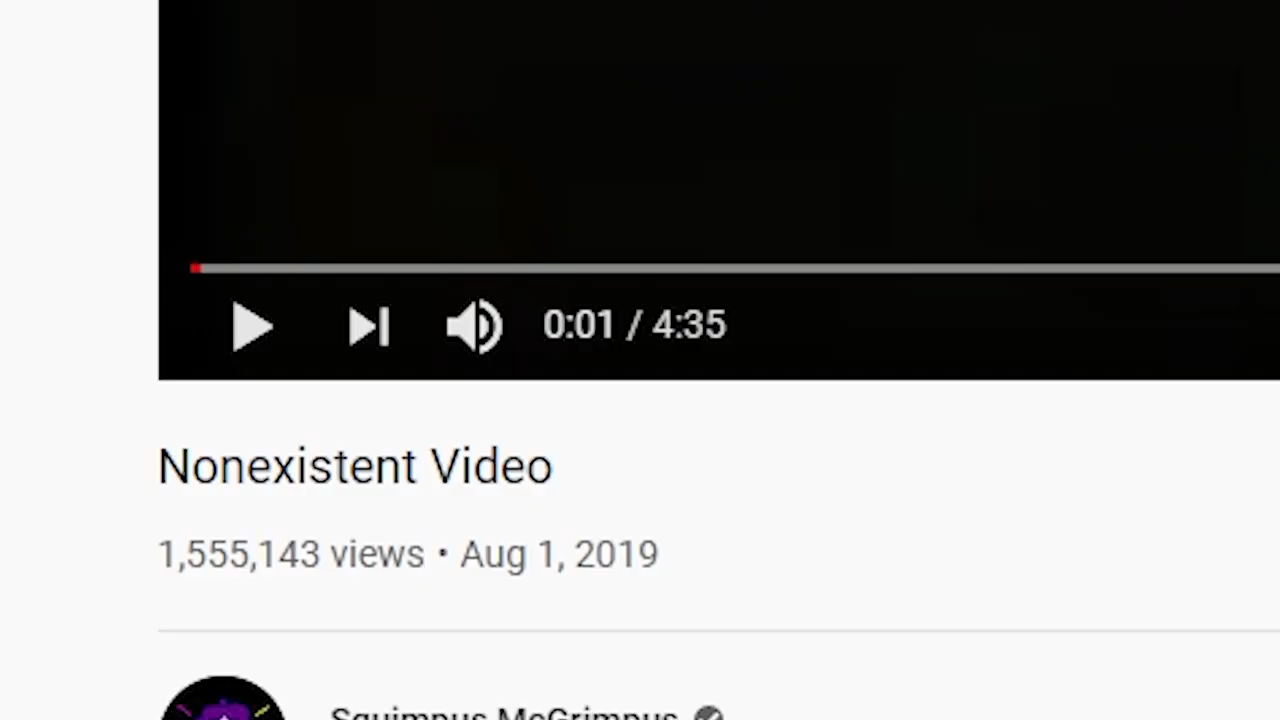 0:01 / 4:35
Nonexistent Video
1,555,143 views • Aug 1, 2019
Squimpus McGrimpus